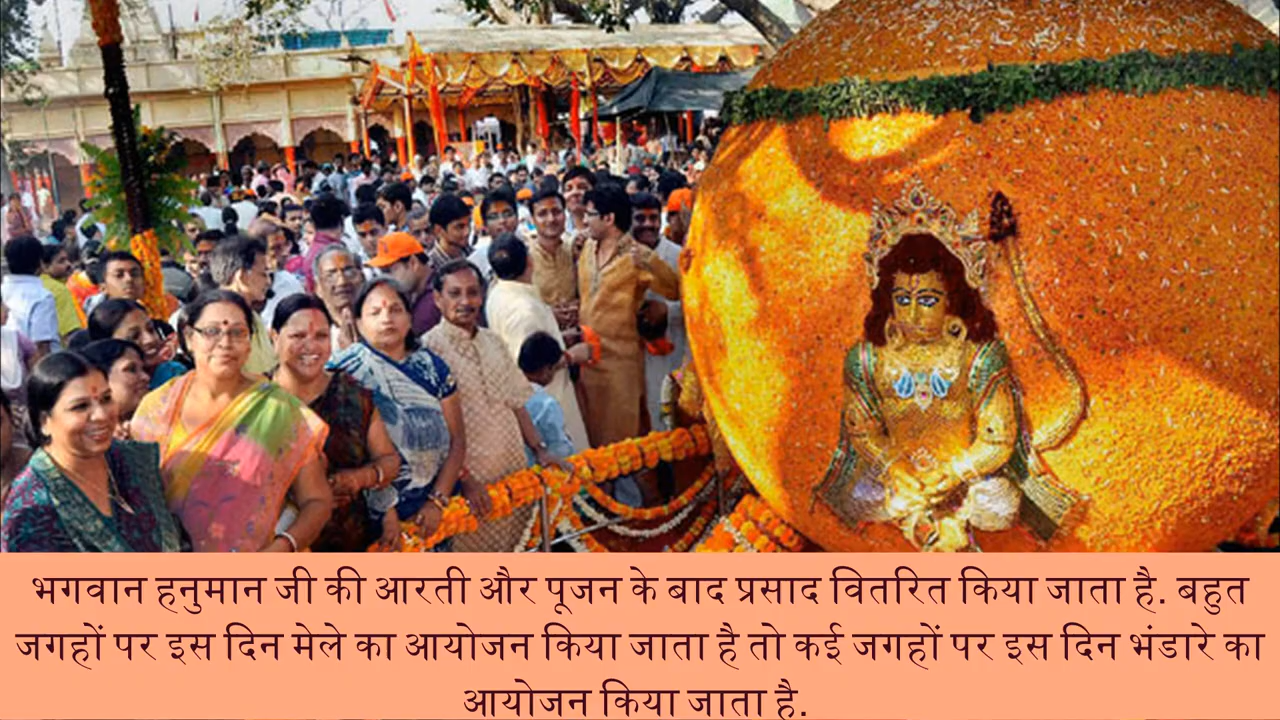 भगवान हनुमान जी की आरती और पूजन के बाद प्रसाद वितरित किया जाता है. बहुत
जगहों पर इस दिन मेले का आयोजन किया जाता है तो कई जगहों पर इस दिन भंडारे का
आयोजन किया जाता है.